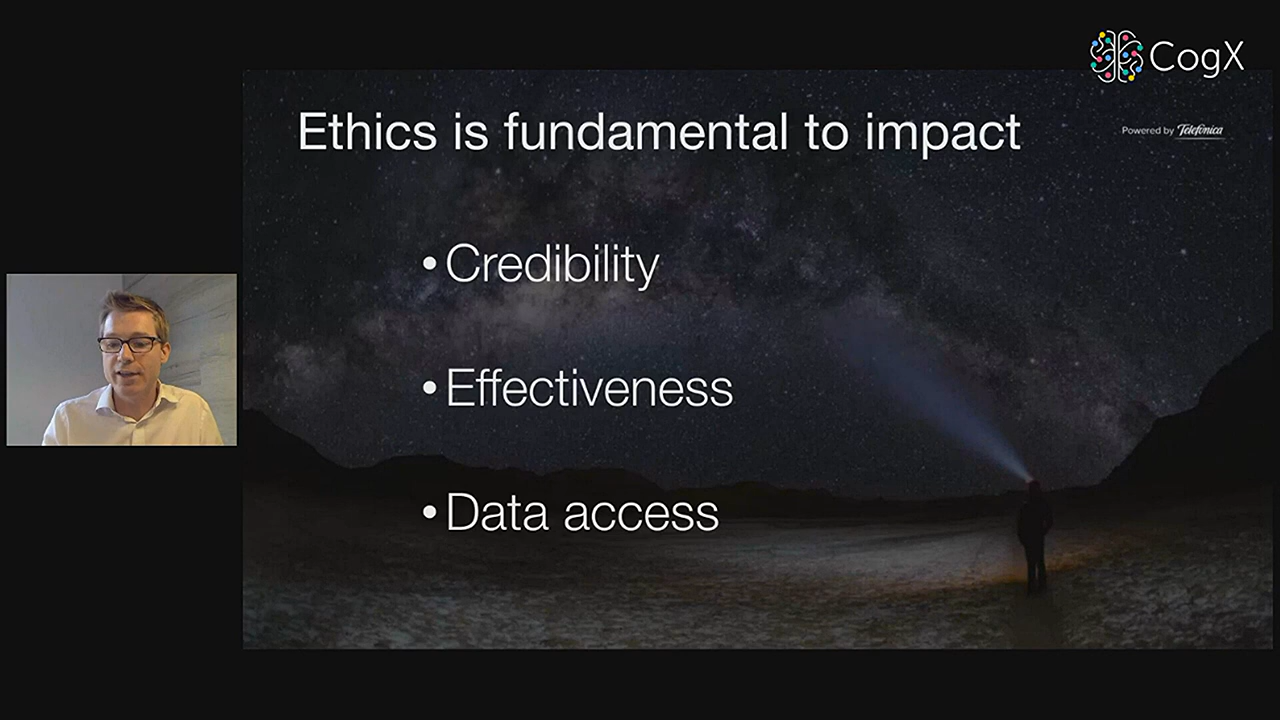 CogX
Ethics is fundamental to impact
Powered by Telefónica
• Credibility
• Effectiveness
• Data access